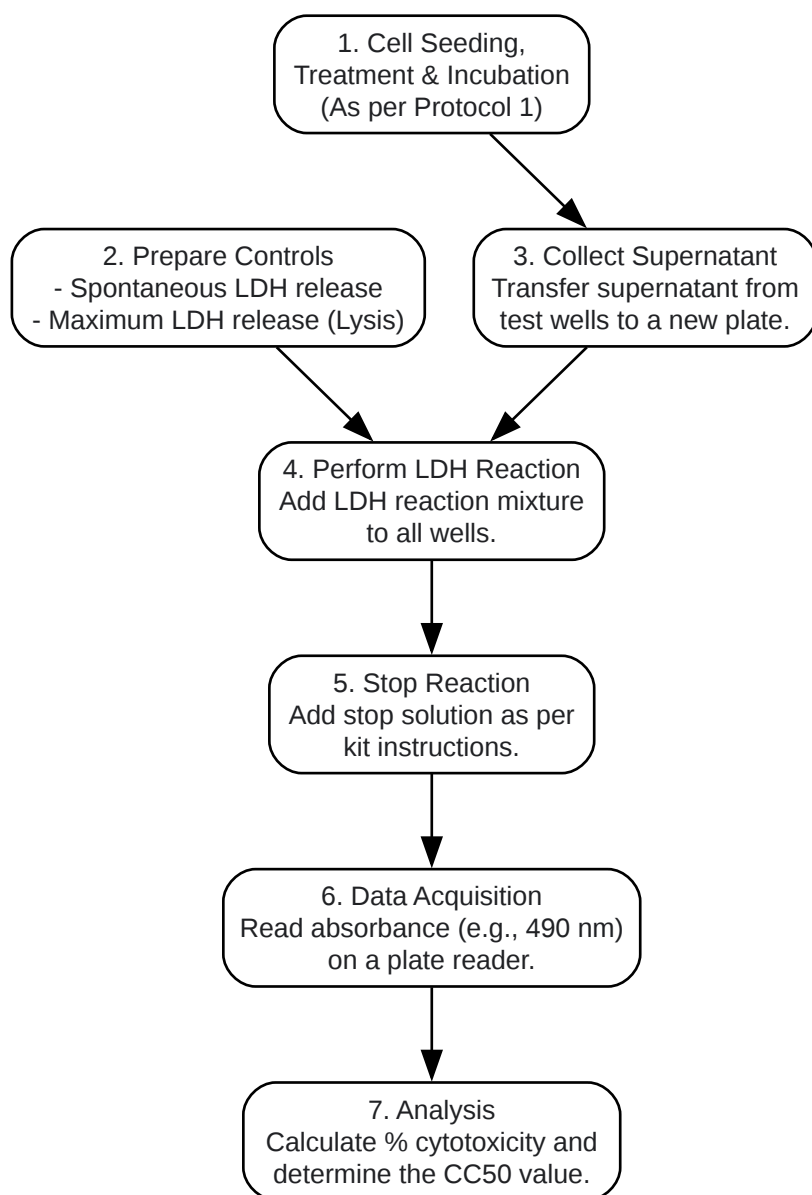 1. Cell Seeding,
Treatment & Incubation
(As per Protocol 1)
2. Prepare Controls
- Spontaneous LDH release
- Maximum LDH release (Lysis)
3. Collect Supernatant
Transfer supernatant from
test wells to a new plate.
4. Perform LDH Reaction
Add LDH reaction mixture
to all wells.
5. Stop Reaction
Add stop solution as per
kit instructions.
6. Data Acquisition
Read absorbance (e.g., 490 nm)
on a plate reader.
7. Analysis
Calculate % cytotoxicity and
determine the CC50 value.